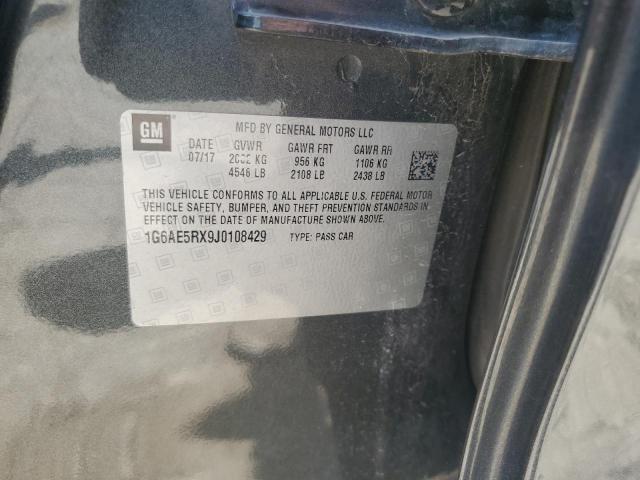 GM
MFD BY GENERAL MOTORS LLC
DATE GVWR GAWR FRT GAWR RR
07/17 2062 KG 956 KG 1106 KG
4546 LB 2108 LB 2438 LB
THIS VEHICLE CONFORMS TO ALL APPLICABLE U.S. FEDERAL MOTOR
VEHICLE SAFETY, BUMPER, AND THEFT PREVENTION STANDARDS IN
EFFECT ON THE DATE OF MANUFACTURE SHOWN ABOVE.
1G6AE5RX9J0108429 TYPE: PASS CAR